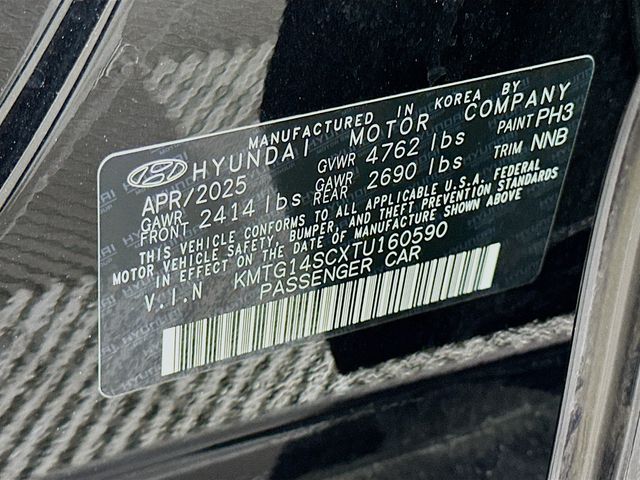 MANUFACTURED IN KOREA BY
HYUNDAI MOTOR COMPANY
APR/2025 GVWR 4762 lbs PAINT PH3
GAWR FRONT 2414 lbs GAWR REAR 2690 lbs TRIM NNB
THIS VEHICLE CONFORMS TO ALL APPLICABLE U.S.A. FEDERAL
MOTOR VEHICLE SAFETY, BUMPER, AND THEFT PREVENTION STANDARDS
IN EFFECT ON THE DATE OF MANUFACTURE SHOWN ABOVE
V.I.N KMTG14SCXTU160590
PASSENGER CAR